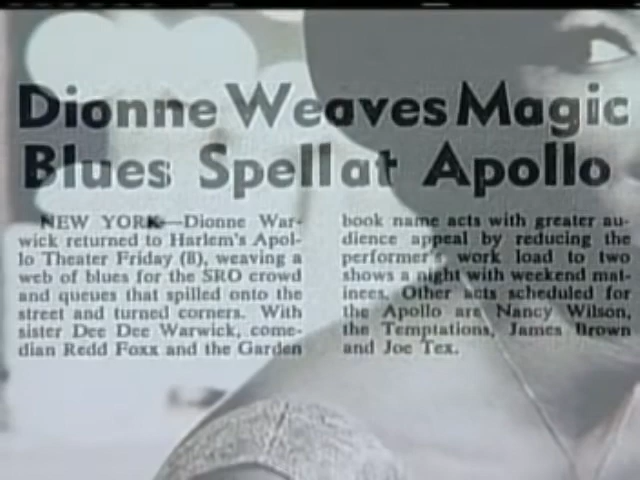 Dionne Weaves Magic
Blues Spell at Apollo
NEW YORK—Dionne War-
wick returned to Harlem's Apol-
lo Theater Friday (8), weaving a
web of blues for the SRO crowd
and queues that spilled onto the
street and turned corners. With
sister Dee Dee Warwick, come-
dian Redd Foxx and the Garden
book name acts with greater au-
dience appeal by reducing the
performer's work load to two
shows a night with weekend mat-
inees. Other acts scheduled for
the Apollo are Nancy Wilson,
the Temptations, James Brown
and Joe Tex.